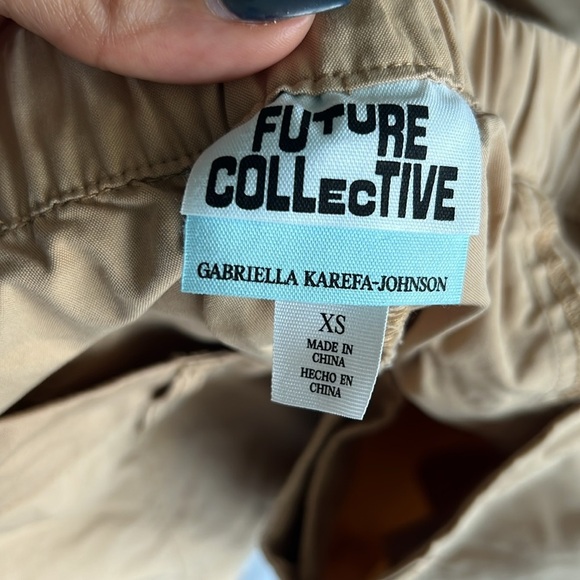 FUTURE
COLLECTIVE
GABRIELLA KAREFA-JOHNSON
XS
MADE IN
CHINA
HECHO EN
CHINA